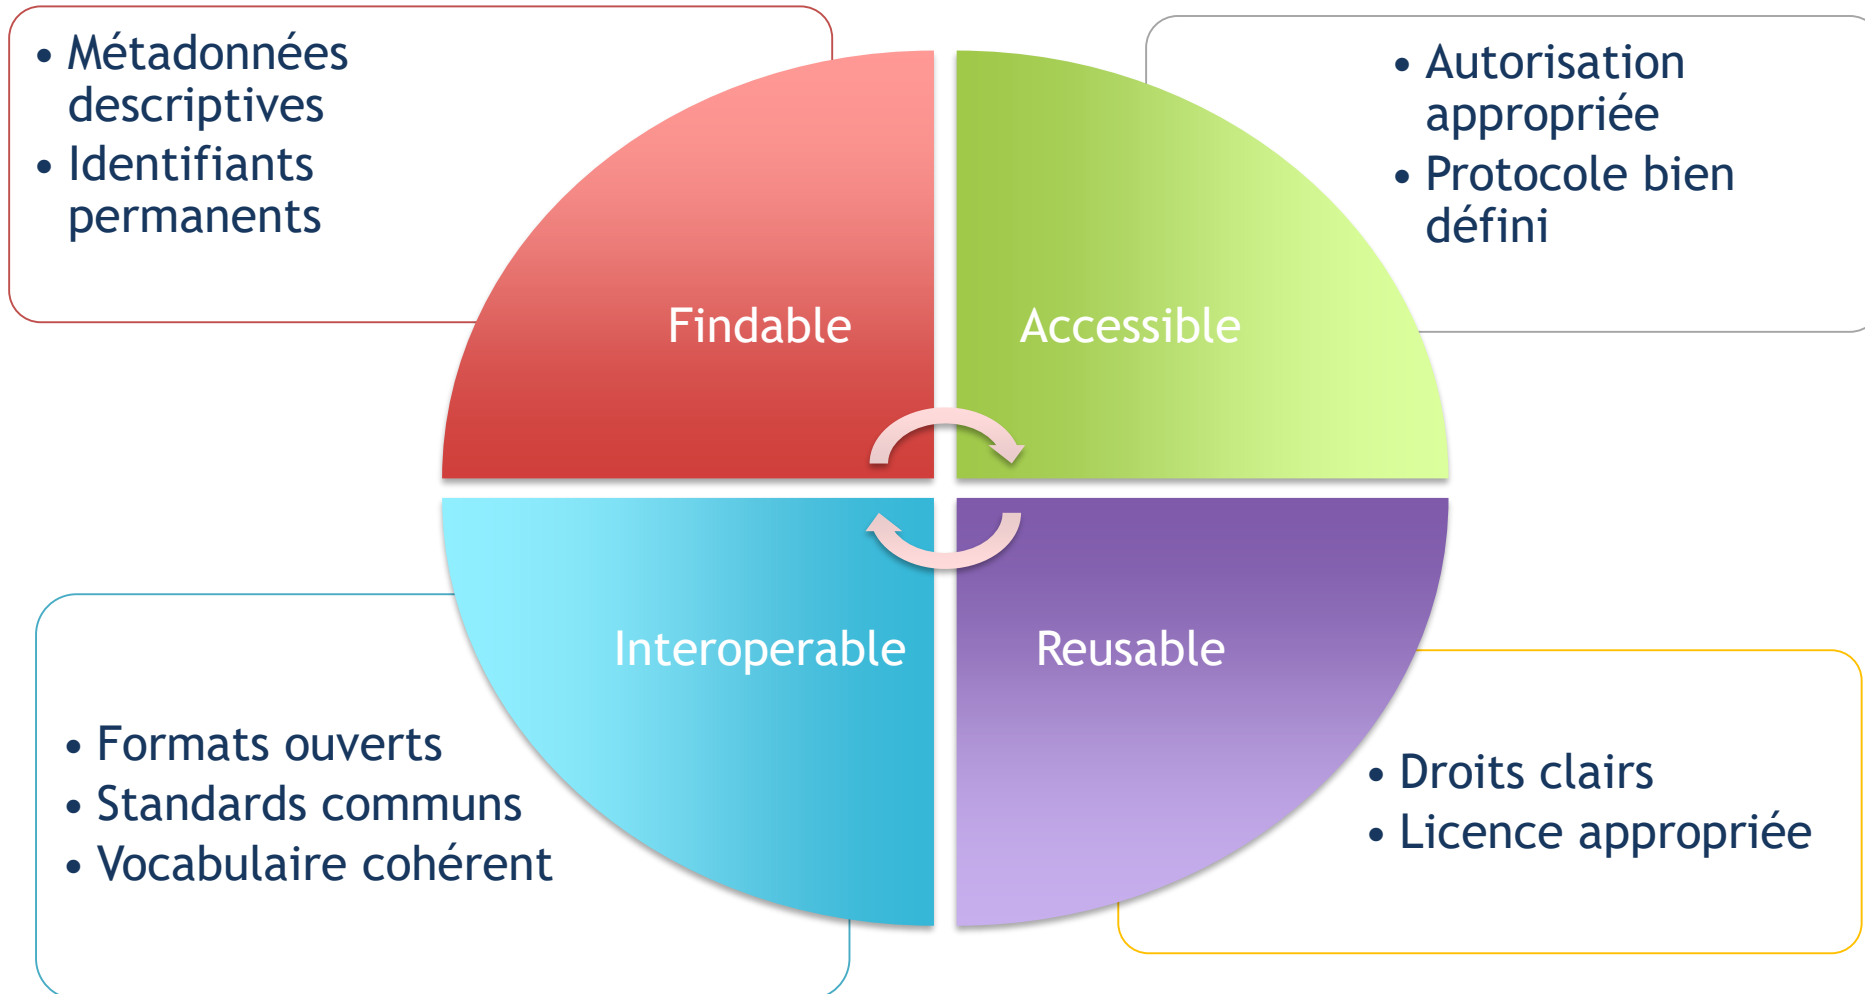 • Métadonnées
descriptives
• Identifiants
permanents
• Autorisation
appropriée
• Protocole bien
défini
Findable
Accessible
Interoperable
Reusable
• Formats ouverts
• Standards communs
• Vocabulaire cohérent
• Droits clairs
• Licence appropriée